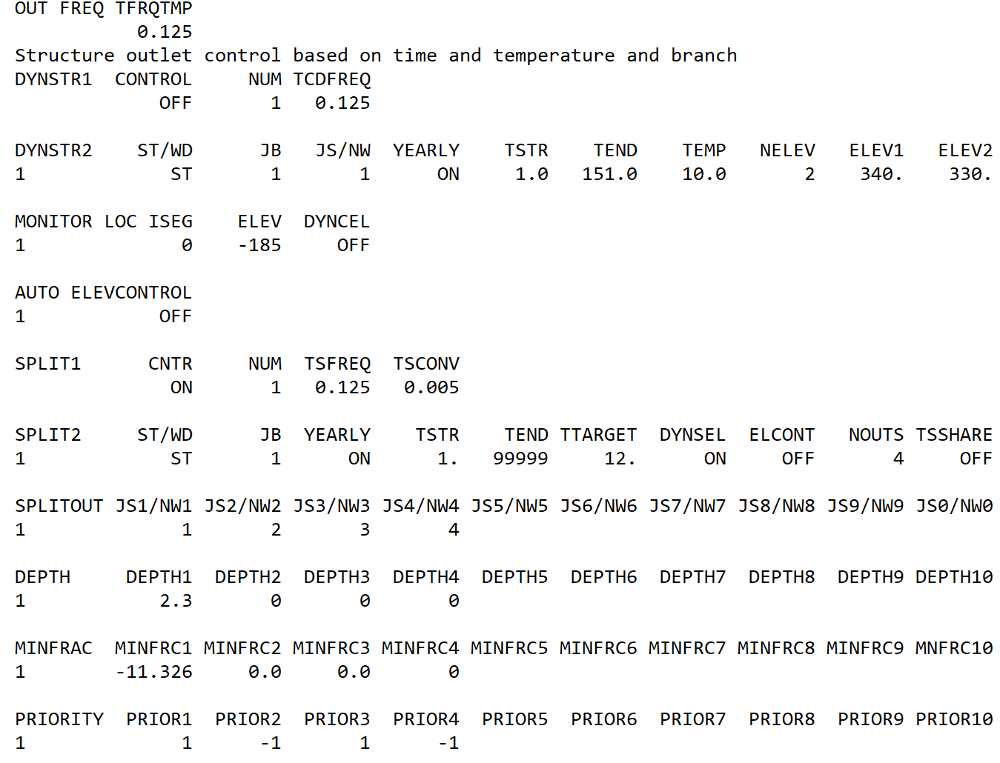 OUT FREQ TFRQTMP
0.125
Structure outlet control based on time and temperature and branch
DYNSTR1  CONTROL     NUM TCDFREQ
             OFF       1   0.125
DYNSTR2    ST/WD      JB   JS/NW  YEARLY    TSTR    TEND    TEMP   NELEV   ELEV1   ELEV2
1             ST       1       1      ON     1.0   151.0    10.0       2    340.    330.
MONITOR LOC ISEG    ELEV  DYNCEL
1              0    -185     OFF
AUTO ELEVCONTROL
1            OFF
SPLIT1      CNTR     NUM  TSFREQ  TSCONV
              ON       1   0.125   0.005
SPLIT2     ST/WD      JB  YEARLY    TSTR    TEND TTARGET  DYNSEL  ELCONT   NOUTS TSSHARE
1             ST       1      ON      1.   99999     12.      ON     OFF       4     OFF
SPLITOUT JS1/NW1 JS2/NW2 JS3/NW3 JS4/NW4 JS5/NW5 JS6/NW6 JS7/NW7 JS8/NW8 JS9/NW9 JS0/NW0
1              1       2       3       4
DEPTH     DEPTH1  DEPTH2  DEPTH3  DEPTH4  DEPTH5  DEPTH6  DEPTH7  DEPTH8  DEPTH9 DEPTH10
1            2.3       0       0       0
MINFRAC  MINFRC1 MINFRC2 MINFRC3 MINFRC4 MINFRC5 MINFRC6 MINFRC7 MINFRC8 MINFRC9 MNFRC10
1        -11.326     0.0     0.0       0
PRIORITY  PRIOR1  PRIOR2  PRIOR3  PRIOR4  PRIOR5  PRIOR6  PRIOR7  PRIOR8  PRIOR9 PRIOR10
1              1      -1       1      -1